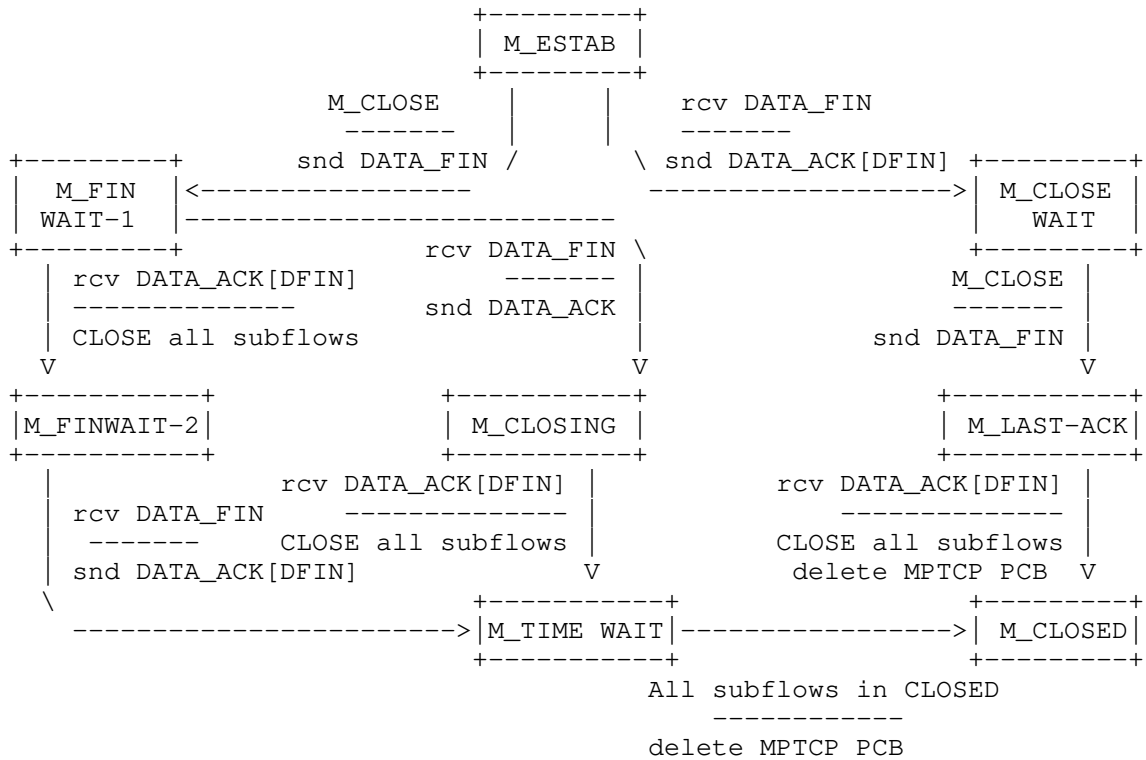 M_ESTAB
M_CLOSE rcv DATA_FIN
snd DATA_FIN snd DATA_ACK[DFIN]
M_FIN M_CLOSE
WAIT-1 WAIT
rcv DATA_FIN
rcv DATA_ACK[DFIN] M_CLOSE
snd DATA_ACK
CLOSE all subflows snd DATA_FIN
M_FINWAIT-2 M_CLOSING M_LAST-ACK
rcv DATA_ACK[DFIN] rcv DATA_ACK[DFIN]
rcv DATA_FIN
CLOSE all subflows CLOSE all subflows
snd DATA_ACK[DFIN] delete MPTCP PCB
M_TIME WAIT M_CLOSED
All subflows in CLOSED
delete MPTCP PCB